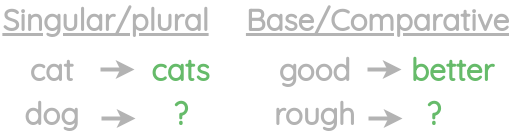 Singular/plural Base/Comparative
cat → cats good → better
dog → ? rough → ?